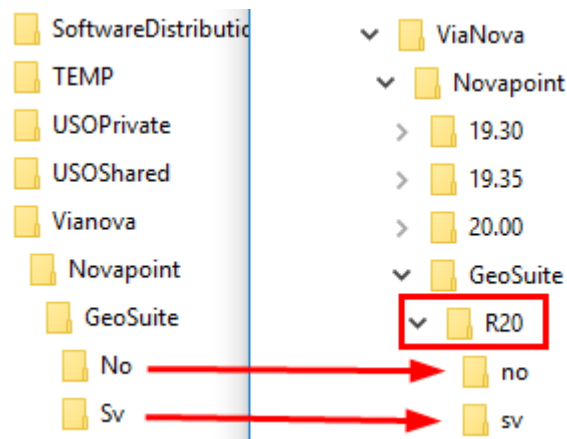 SoftwareDistributic
TEMP
USOPrivate
USOShared
Vianova
Novapoint
GeoSuite
No
Sv
ViaNova
Novapoint
19.30
19.35
20.00
GeoSuite
R20
no
sv